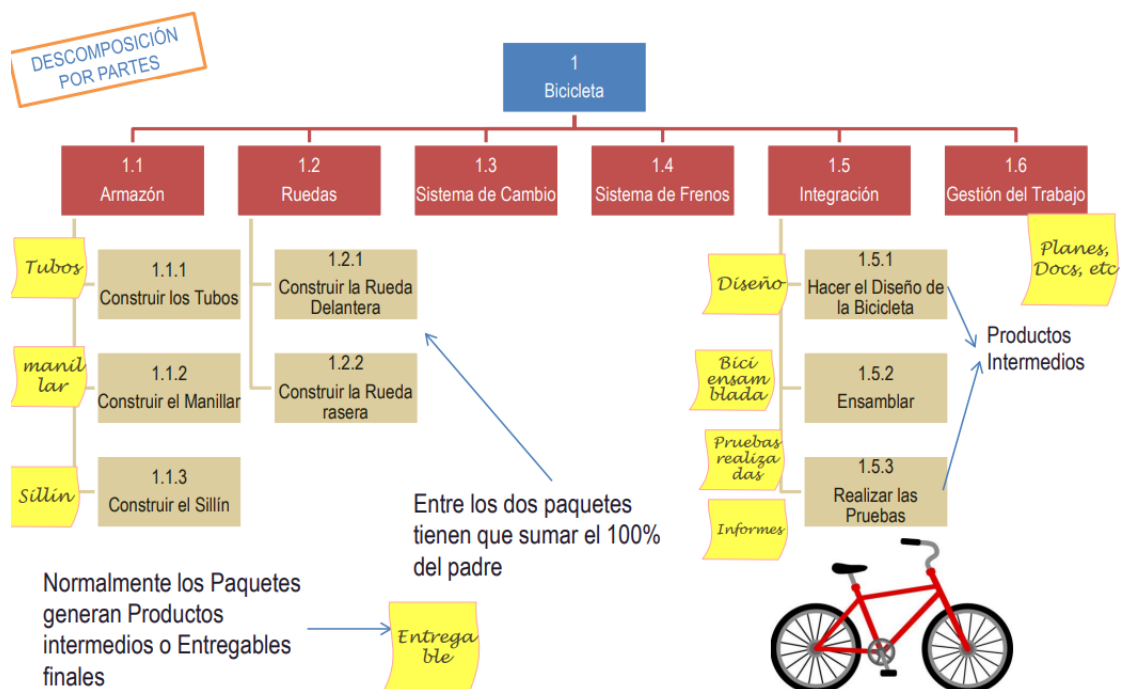 DESCOMPOSICIÓN
POR PARTES
1
Bicicleta
1.1
Armazón
1.2
Ruedas
1.3
Sistema de Cambio
1.4
Sistema de Frenos
1.5
Integración
1.6
Gestión del Trabajo
Tubos
1.1.1
Construir los Tubos
manil
lar
1.1.2
Construir el Manillar
Sillín
1.1.3
Construir el Sillín
1.2.1
Construir la Rueda
Delantera
1.2.2
Construir la Rueda
rasera
Diseño
1.5.1
Hacer el Diseño de
la Bicicleta
Bici
ensam
blada
1.5.2
Ensamblar
Pruebas
realiza
das
1.5.3
Realizar las
Pruebas
Informes
Planes,
Docs, etc
Productos
Intermedios
Entre los dos paquetes
tienen que sumar el 100%
del padre
Normalmente los Paquetes
generan Productos
intermedios o Entregables
finales
Entrega
ble